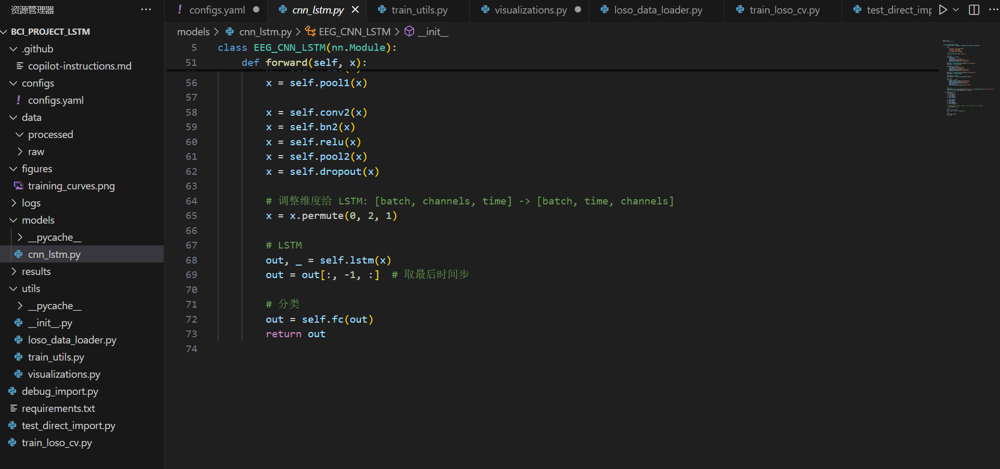 资源管理器 ···
BCI_PROJECT_LSTM
.github
copilot-instructions.md
configs
! configs.yaml
data
processed
raw
figures
training_curves.png
logs
models
__pycache__
cnn_lstm.py
results
utils
__pycache__
__init__.py
loso_data_loader.py
train_utils.py
visualizations.py
debug_import.py
requirements.txt
test_direct_import.py
train_loso_cv.py
! configs.yaml ● cnn_lstm.py × train_utils.py visualizations.py ● loso_data_loader.py train_loso_cv.py test_direct_imp ···
models > cnn_lstm.py > EEG_CNN_LSTM > __init__
5 class EEG_CNN_LSTM(nn.Module):
51 def forward(self, x):
56 x = self.pool1(x)
57
58 x = self.conv2(x)
59 x = self.bn2(x)
60 x = self.relu(x)
61 x = self.pool2(x)
62 x = self.dropout(x)
63
64 # 调整维度给 LSTM: [batch, channels, time] -> [batch, time, channels]
65 x = x.permute(0, 2, 1)
66
67 # LSTM
68 out, _ = self.lstm(x)
69 out = out[:, -1, :] # 取最后时间步
70
71 # 分类
72 out = self.fc(out)
73 return out
74